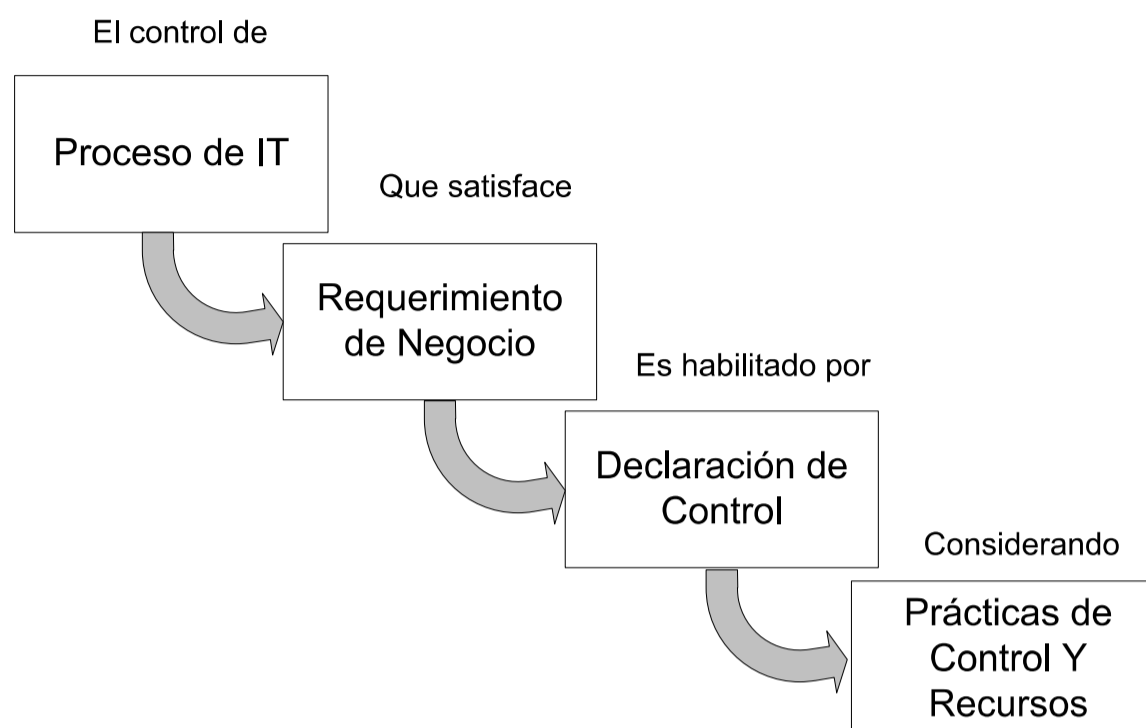 El control de
Proceso de IT
Que satisface
Requerimiento
de Negocio
Es habilitado por
Declaración de
Control
Considerando
Prácticas de
Control Y
Recursos